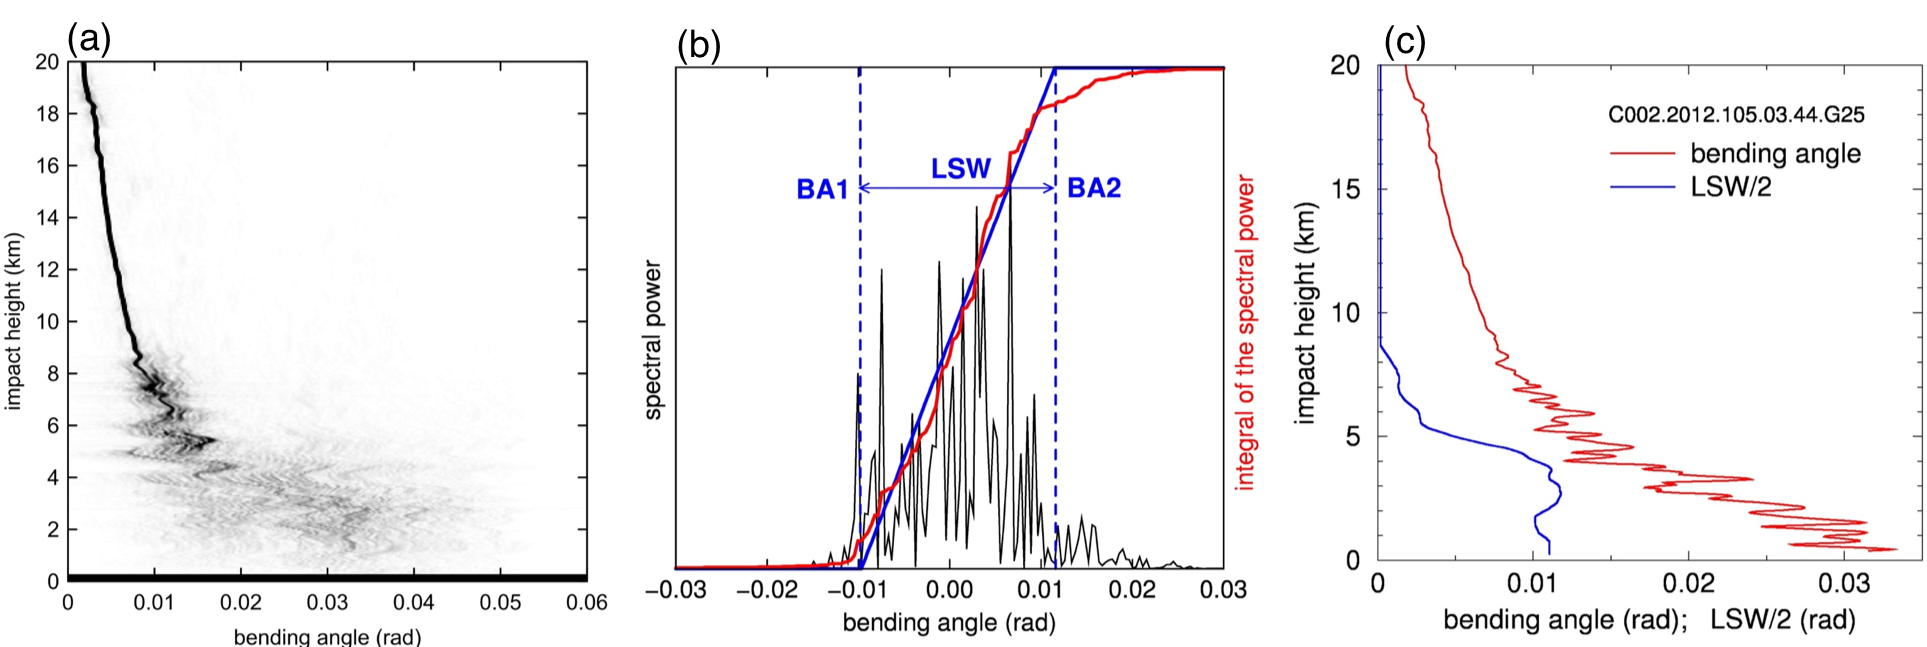 (a)
20
18
16
14
12
10
8
6
4
2
0
impact height (km)
0 0.01 0.02 0.03 0.04 0.05 0.06
bending angle (rad)
(b)
spectral power
BA1 LSW BA2
integral of the spectral power
−0.03 −0.02 −0.01 0.00 0.01 0.02 0.03
bending angle (rad)
(c)
20
15
10
5
0
impact height (km)
C002.2012.105.03.44.G25
bending angle
LSW/2
0 0.01 0.02 0.03
bending angle (rad); LSW/2 (rad)